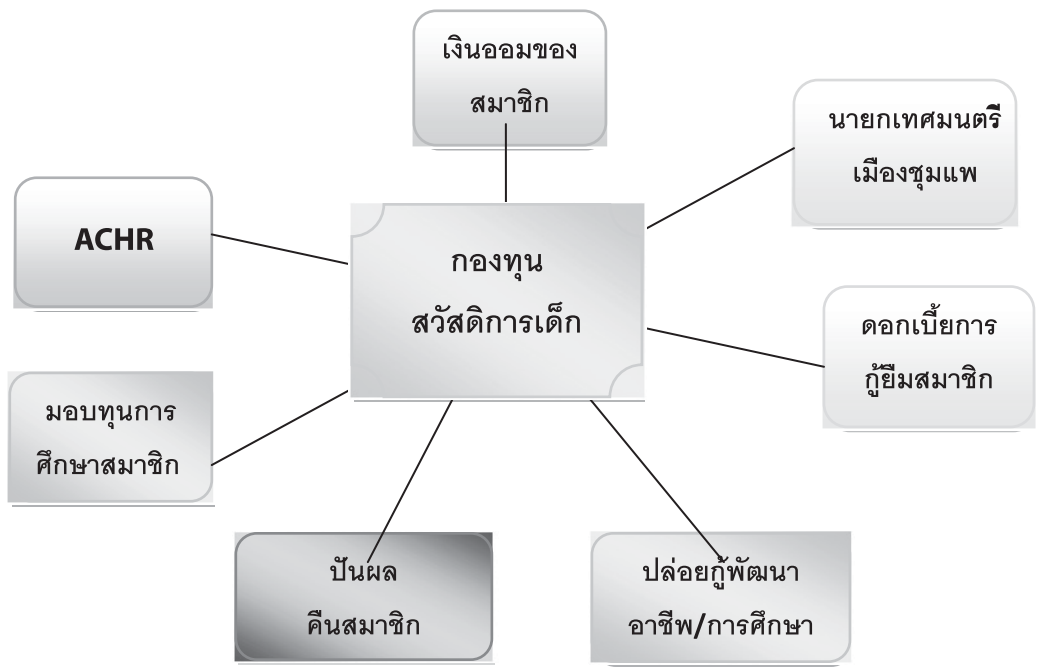 เงินออมของ
สมาชิก
นายกเทศมนตรี
เมืองชุมแพ
ACHR
กองทุน
สวัสดิการเด็ก
ดอกเบี้ยการ
กู้ยืมสมาชิก
มอบทุนการ
ศึกษาสมาชิก
ปันผล
คืนสมาชิก
ปล่อยกู้พัฒนา
อาชีพ/การศึกษา